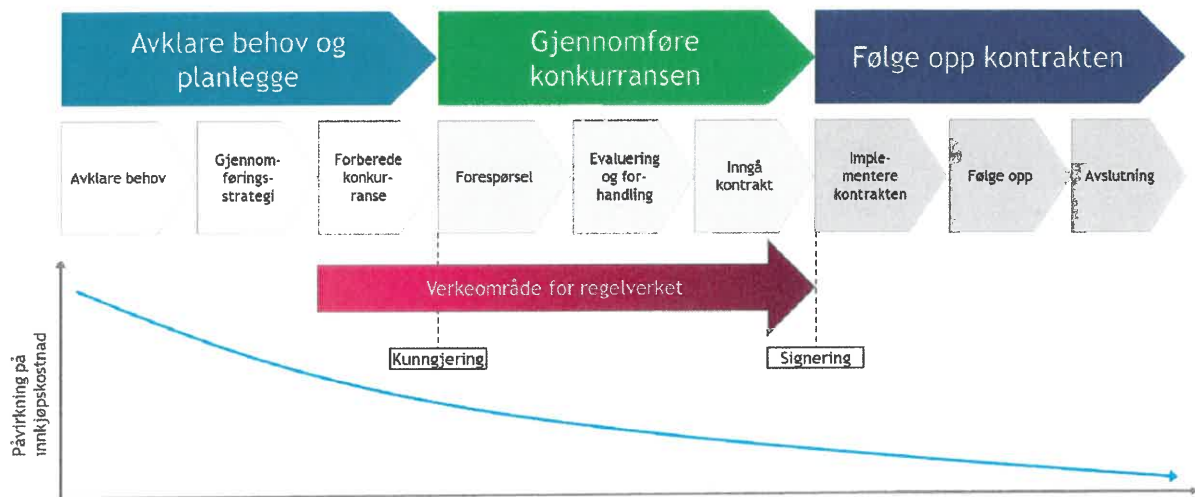 Avklare behov og
planlegge
Gjennomføre
konkurransen
Følge opp kontrakten
Avklare behov
Gjennom-
førings-
strategi
Forberede
konkur-
ranse
Forespørsel
Evaluering
og for-
handling
Inngå
kontrakt
Imple-
mentere
kontrakten
Følge opp
Avslutning
Verkeområde for regelverket
Kunngjering
Signering
Påvirkning på
innkjøpskostnad